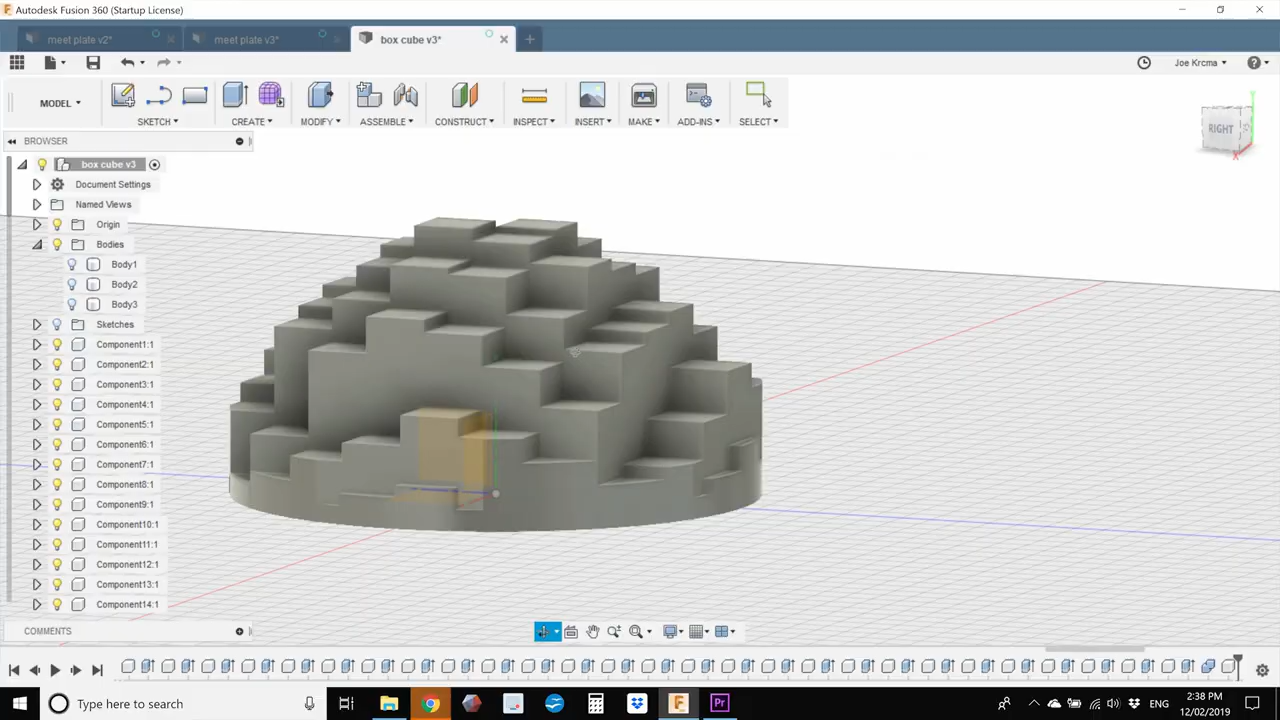 Autodesk Fusion 360 (Startup License)
meet plate v2*
meet plate v3*
box cube v3*
Joe Krcma
MODEL
SKETCH
CREATE
MODIFY
ASSEMBLE
CONSTRUCT
INSPECT
INSERT
MAKE
ADD-INS
SELECT
RIGHT
BROWSER
box cube v3
Document Settings
Named Views
Origin
Bodies
Body1
Body2
Body3
Sketches
Component1:1
Component2:1
Component3:1
Component4:1
Component5:1
Component6:1
Component7:1
Component8:1
Component9:1
Component10:1
Component11:1
Component12:1
Component13:1
Component14:1
COMMENTS
Type here to search
Pr
ENG
2:38 PM
12/02/2019